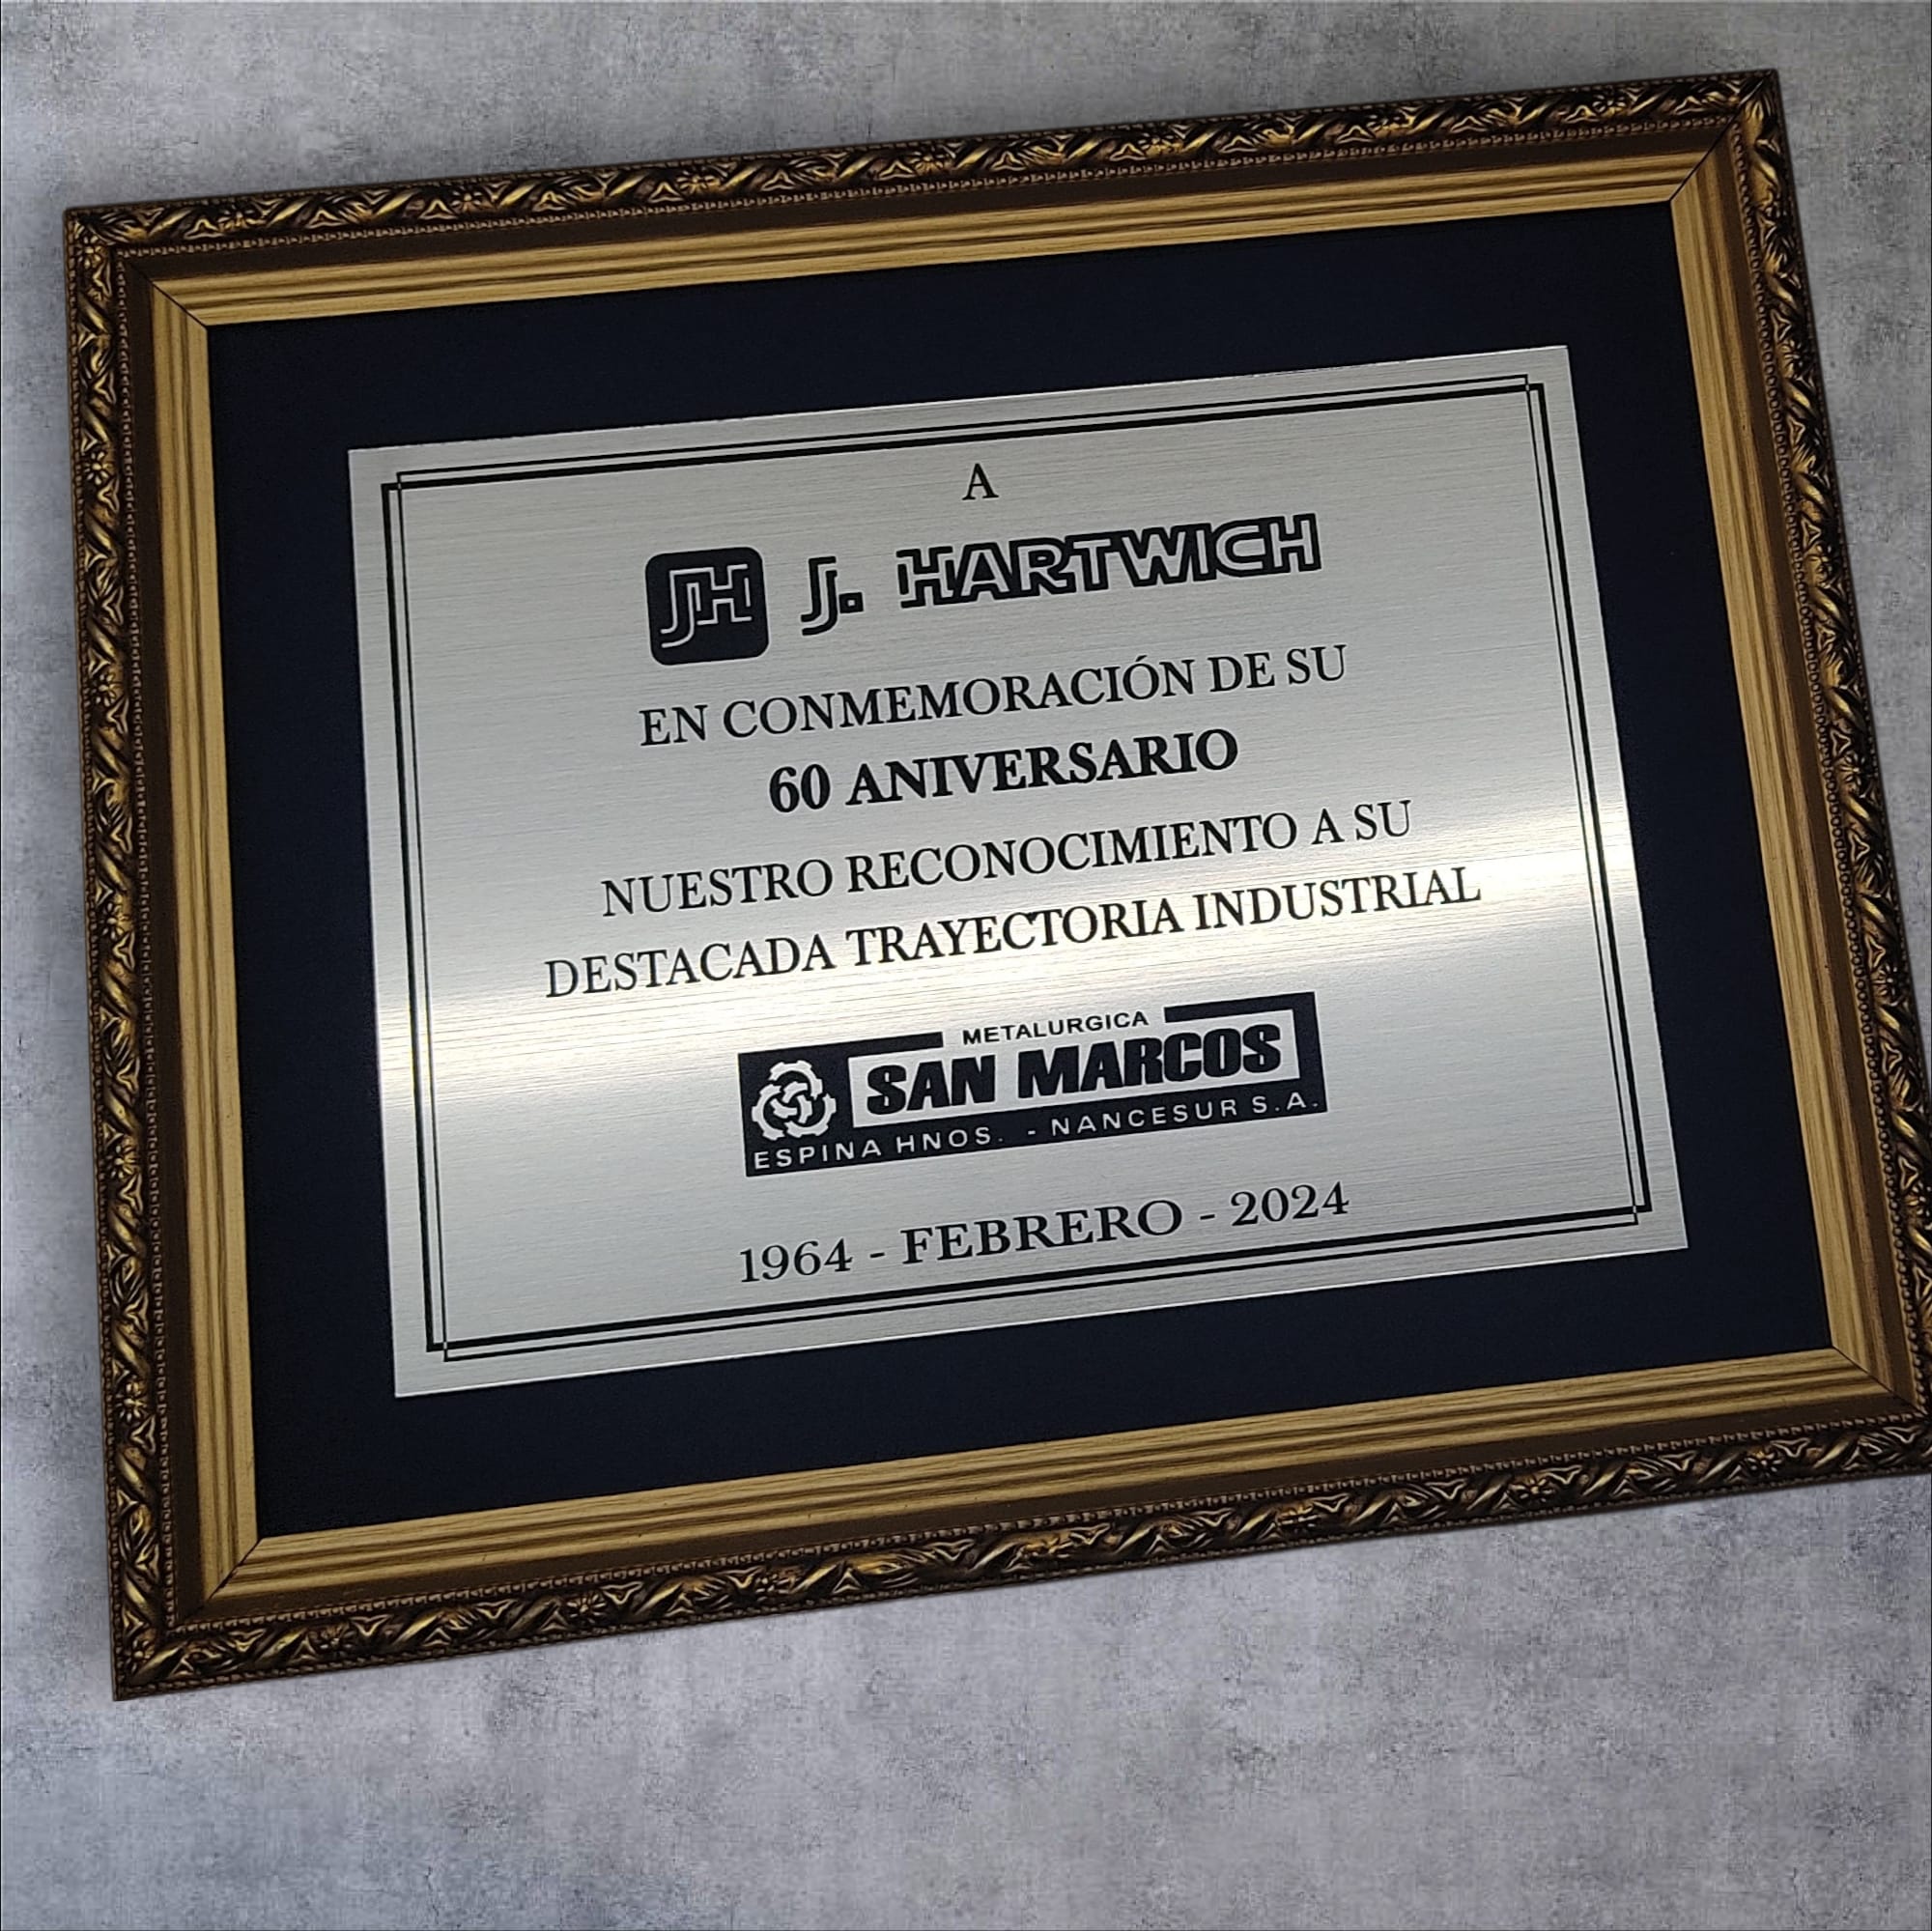 A
JH J. HARTWICH
EN CONMEMORACIÓN DE SU
60 ANIVERSARIO
NUESTRO RECONOCIMIENTO A SU
DESTACADA TRAYECTORIA INDUSTRIAL
METALURGICA
SAN MARCOS
ESPINA HNOS. - NANCESUR S.A.
1964 - FEBRERO - 2024